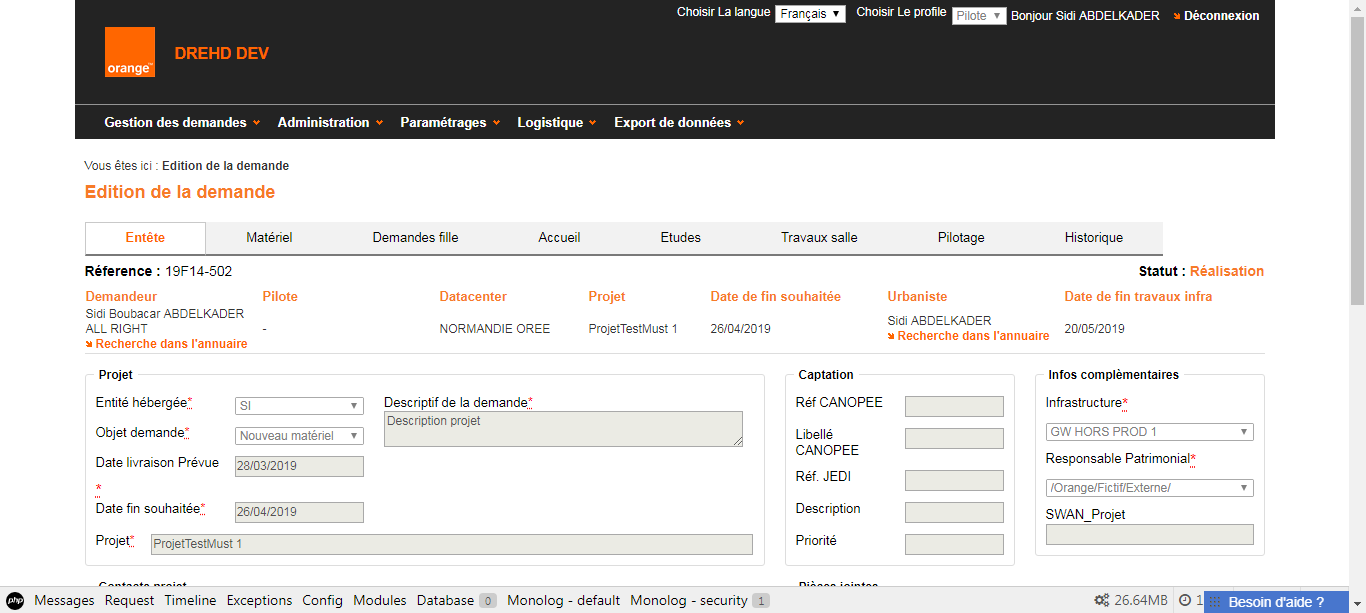 Choisir La langue Français Choisir Le profile Pilote Bonjour Sidi ABDELKADER Déconnexion
orange™ DREHD DEV
Gestion des demandes Administration Paramétrages Logistique Export de données
Vous êtes ici : Edition de la demande
Edition de la demande
Entête Matériel Demandes fille Accueil Etudes Travaux salle Pilotage Historique
Réference : 19F14-502 Statut : Réalisation
Demandeur Pilote Datacenter Projet Date de fin souhaitée Urbaniste Date de fin travaux infra
Sidi Boubacar ABDELKADER
ALL RIGHT - NORMANDIE OREE ProjetTestMust 1 26/04/2019 Sidi ABDELKADER 20/05/2019
Recherche dans l'annuaire Recherche dans l'annuaire
Projet
Entité hébergée* SI
Descriptif de la demande*
Description projet
Objet demande* Nouveau matériel
Date livraison Prévue
* 28/03/2019
Date fin souhaitée* 26/04/2019
Projet* ProjetTestMust 1
Captation
Réf CANOPEE
Libellé
CANOPEE
Réf. JEDI
Description
Priorité
Infos complèmentaires
Infrastructure*
GW HORS PROD 1
Responsable Patrimonial*
/Orange/Fictif/Externe/
SWAN_Projet
Contacts projet Pièces jointes
php Messages Request Timeline Exceptions Config Modules Database 0 Monolog - default Monolog - security 1 26.64MB 1 Besoin d'aide ?